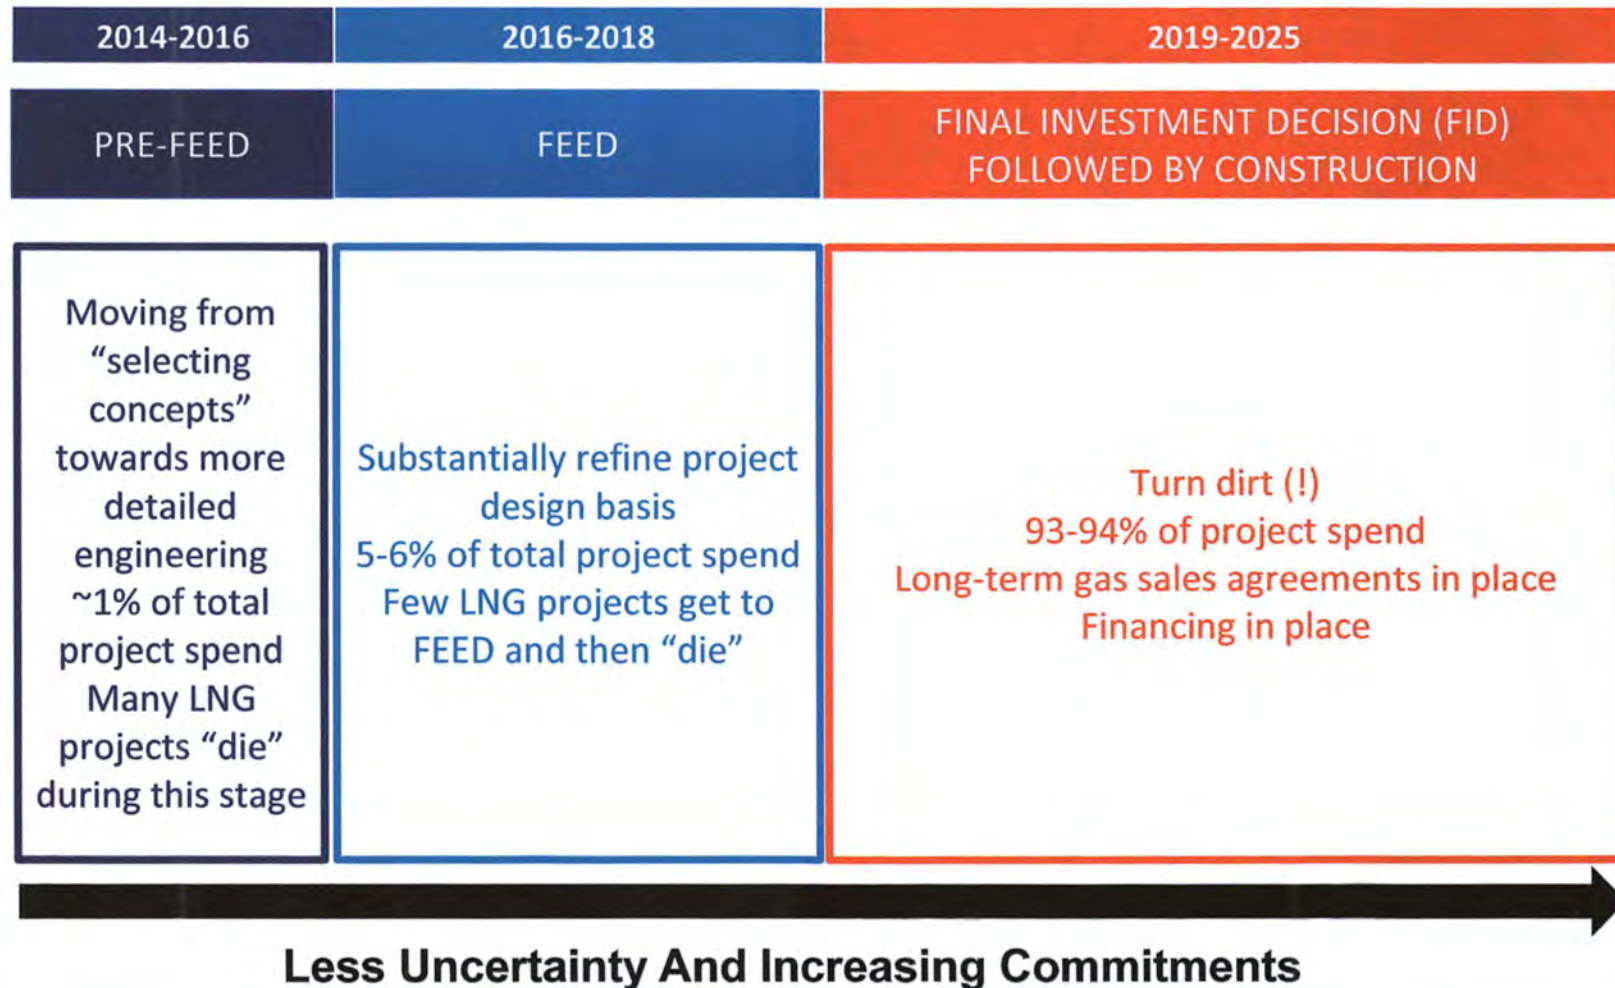 2014-2016
2016-2018
2019-2025
PRE-FEED
FEED
FINAL INVESTMENT DECISION (FID)
FOLLOWED BY CONSTRUCTION
Moving from
“selecting
concepts”
towards more
detailed
engineering
~1% of total
project spend
Many LNG
projects “die”
during this stage
Substantially refine project
design basis
5-6% of total project spend
Few LNG projects get to
FEED and then “die”
Turn dirt (!)
93-94% of project spend
Long-term gas sales agreements in place
Financing in place
Less Uncertainty And Increasing Commitments